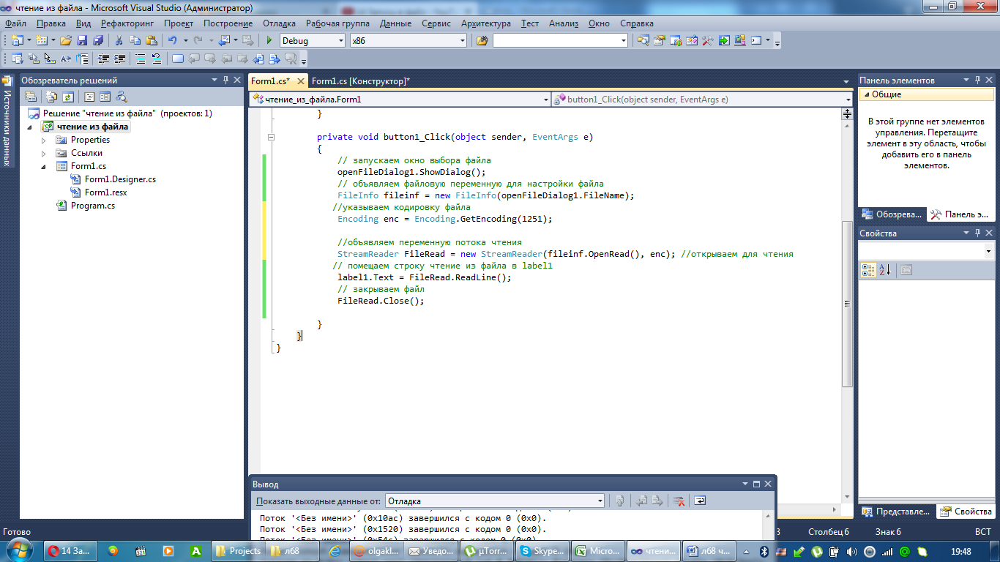 чтение из файла - Microsoft Visual Studio (Администратор)
Файл Правка Вид Рефакторинг Проект Построение Отладка Рабочая группа Данные Сервис Архитектура Тест Анализ Окно Справка
Debug x86
Источники данных
Обозреватель решений
Решение "чтение из файла" (проектов: 1)
чтение из файла
Properties
Ссылки
Form1.cs
Form1.Designer.cs
Form1.resx
Program.cs
Form1.cs* Form1.cs [Конструктор]*
чтение_из_файла.Form1 button1_Click(object sender, EventArgs e)
}
private void button1_Click(object sender, EventArgs e)
{
// запускаем окно выбора файла
openFileDialog1.ShowDialog();
// объявляем файловую переменную для настройки файла
FileInfo fileinf = new FileInfo(openFileDialog1.FileName);
//указываем кодировку файла
Encoding enc = Encoding.GetEncoding(1251);
//объявляем переменную потока чтения
StreamReader FileRead = new StreamReader(fileinf.OpenRead(), enc); //открываем для чтения
// помещаем строку чтение из файла в label1
label1.Text = FileRead.ReadLine();
// закрываем файл
FileRead.Close();
}
}
}
Панель элементов
Общие
В этой группе нет элементов
управления. Перетащите
элемент в эту область, чтобы
добавить его в панель
элементов.
Обозрева... Панель э...
Свойства
Представле... Свойства
Вывод
Показать выходные данные от: Отладка
Поток '<Без имени>' (0x10ac) завершился с кодом 0 (0x0).
Поток '<Без имени>' (0x1520) завершился с кодом 0 (0x0).
Поток '<Без имени>' (0x54c) завершился с кодом 0 (0x0).
Готово Столбец 6 Знак 6 ВСТ
14 За... Projects л68 olgakl... Уведо... µTorr... Skype... Micro... чтени... л68 ч... 19:48